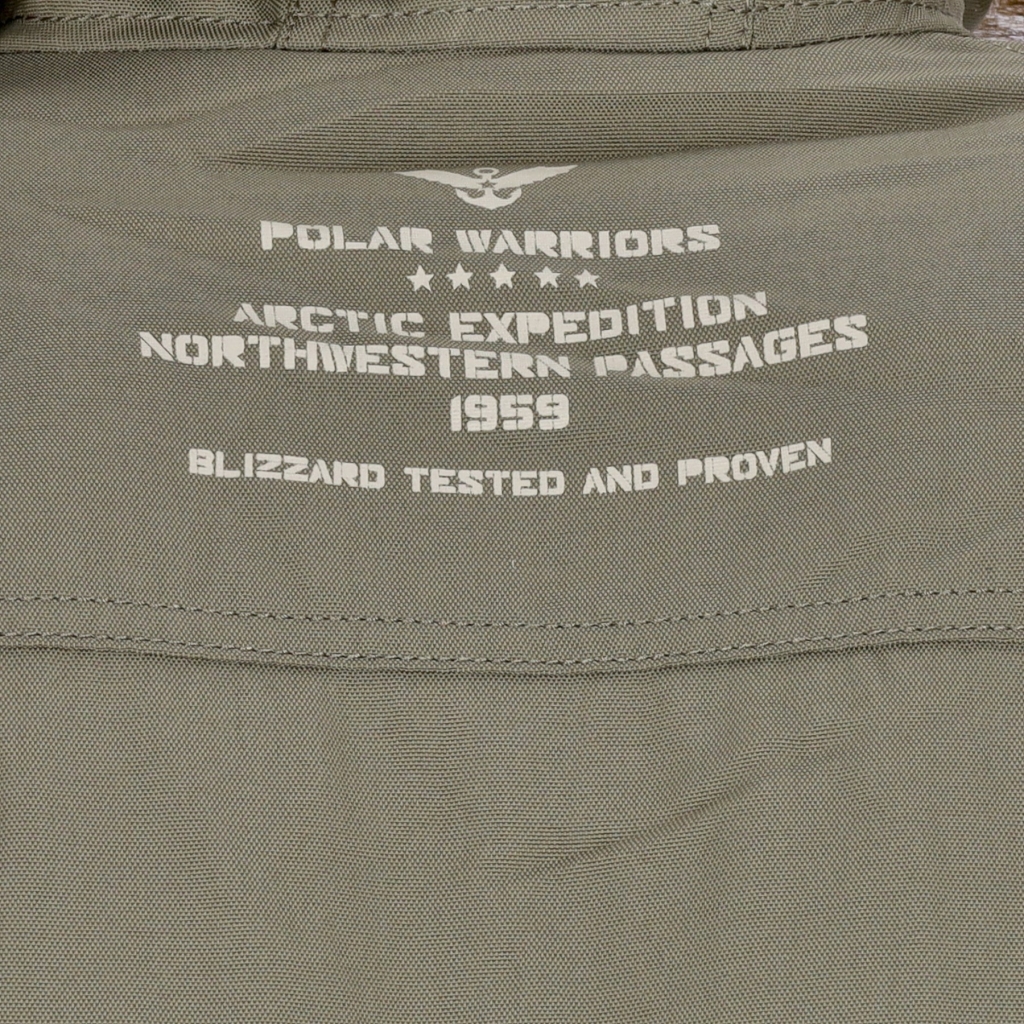 POLAR WARRIORS
ARCTIC EXPEDITION
NORTHWESTERN PASSAGES
1959
BLIZZARD TESTED AND PROVEN